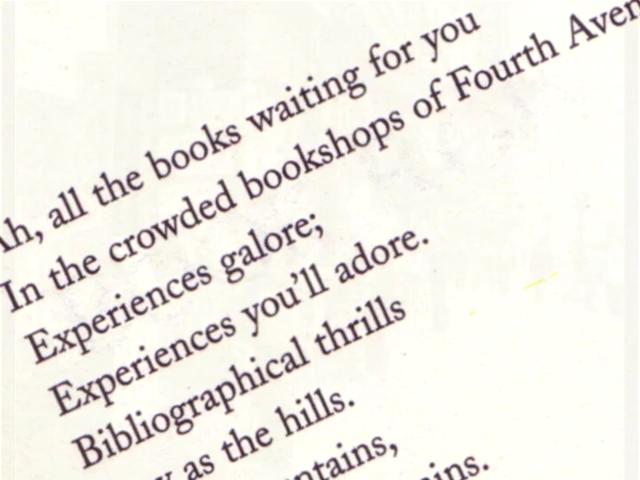 Ah, all the books waiting for you
In the crowded bookshops of Fourth
Experiences galore;
Experiences you'll adore.
Bibliographical thrills
as the hills.